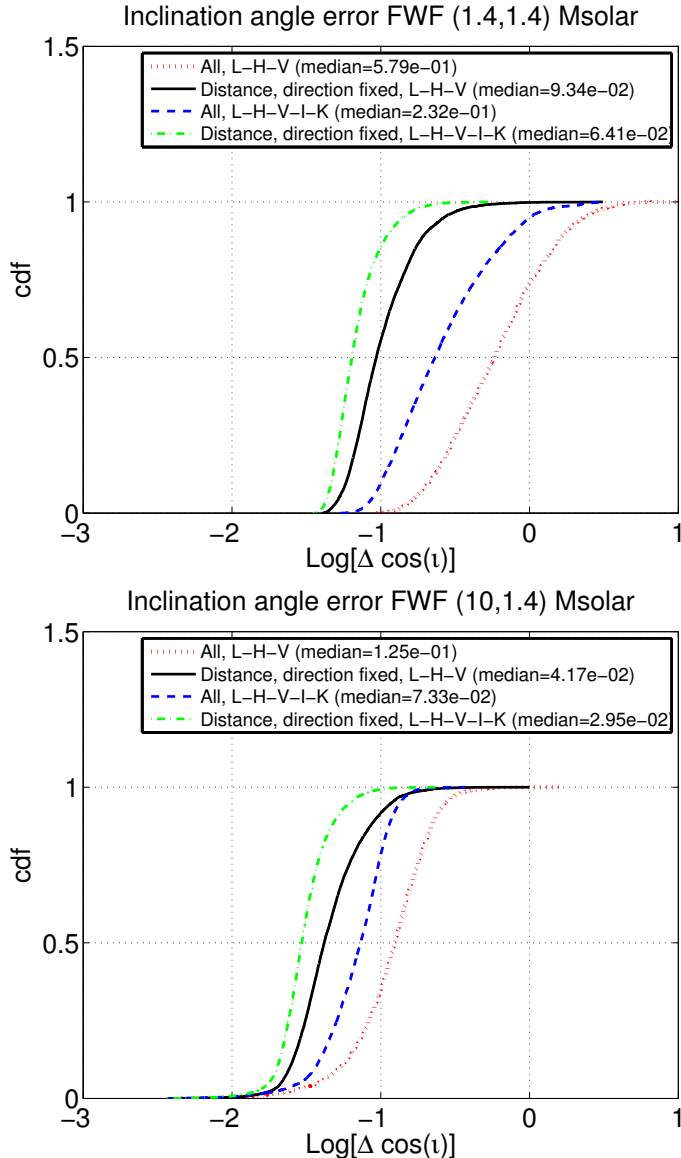 Inclination angle error FWF (1.4,1.4) Msolar
1.5
All, L−H−V (median=5.79e−01)
Distance, direction fixed, L−H−V (median=9.34e−02)
All, L−H−V−I−K (median=2.32e−01)
Distance, direction fixed, L−H−V−I−K (median=6.41e−02)
1
cdf
0.5
0
−3 −2 −1 0 1
Log[Δ cos(ι)]
Inclination angle error FWF (10,1.4) Msolar
1.5
All, L−H−V (median=1.25e−01)
Distance, direction fixed, L−H−V (median=4.17e−02)
All, L−H−V−I−K (median=7.33e−02)
Distance, direction fixed, L−H−V−I−K (median=2.95e−02)
1
cdf
0.5
0
−3 −2 −1 0 1
Log[Δ cos(ι)]